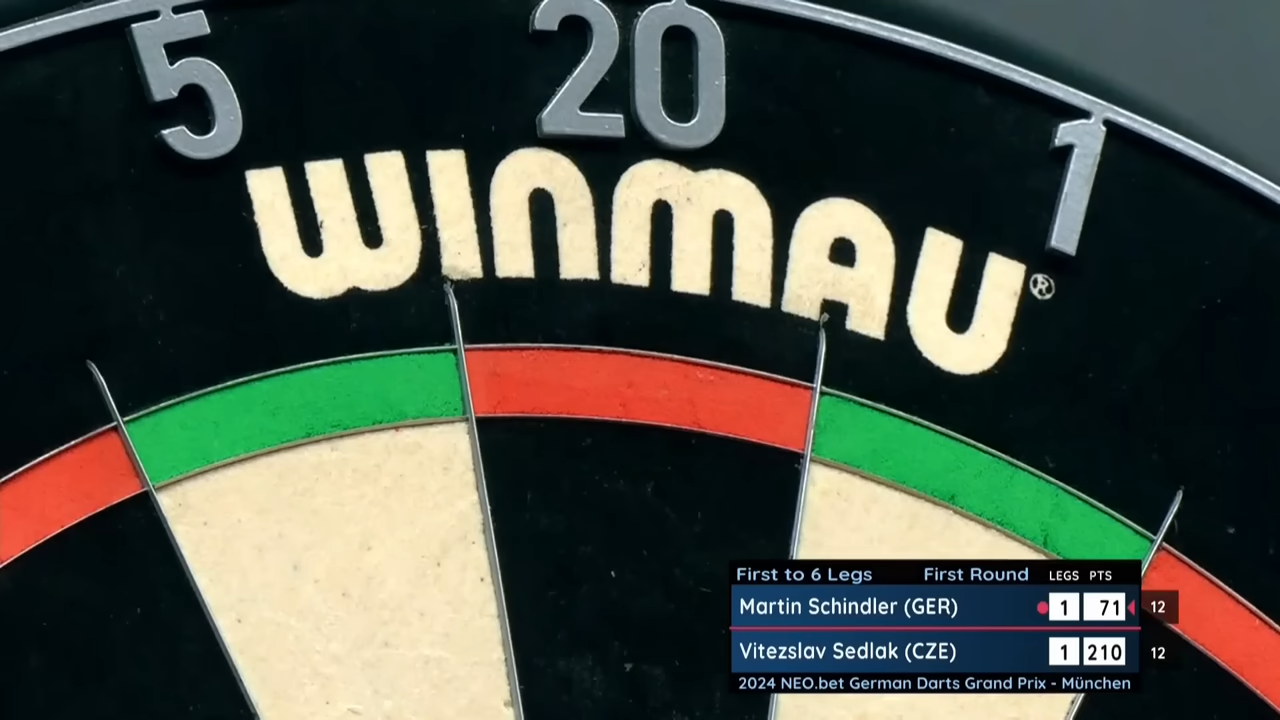 5 20 1
WINMAU®
First to 6 Legs First Round LEGS PTS
Martin Schindler (GER) 1 71 12
Vitezslav Sedlak (CZE) 1 210 12
2024 NEO.bet German Darts Grand Prix - München